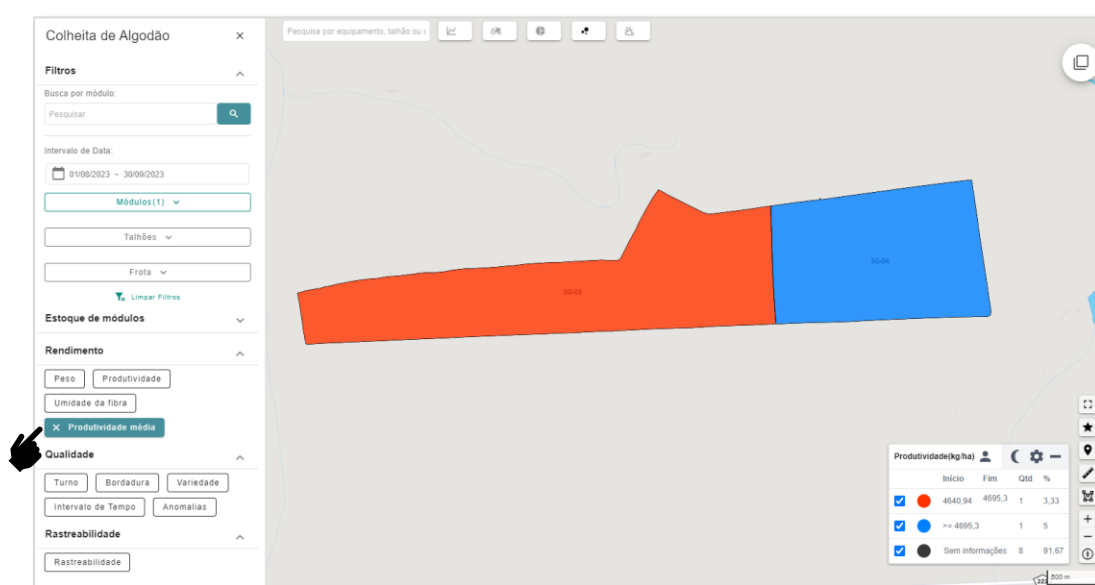 Colheita de Algodão ×
Filtros
Busca por módulo:
Pesquisar
Intervalo de Data:
01/08/2023 ~ 30/09/2023
Módulos(1)
Talhões
Frota
Limpar Filtros
Estoque de módulos
Rendimento
Peso Produtividade
Umidade da fibra
× Produtividade média
Qualidade
Turno Bordadura Variedade
Intervalo de Tempo Anomalias
Rastreabilidade
Rastreabilidade
Pesquise por equipamento, talhão ou
SG-03
SG-04
Produtividade(kg/ha)
Início Fim Qtd %
4640,94 4695,3 1 3,33
>= 4695,3 1 5
Sem informações 8 91,67
500 m